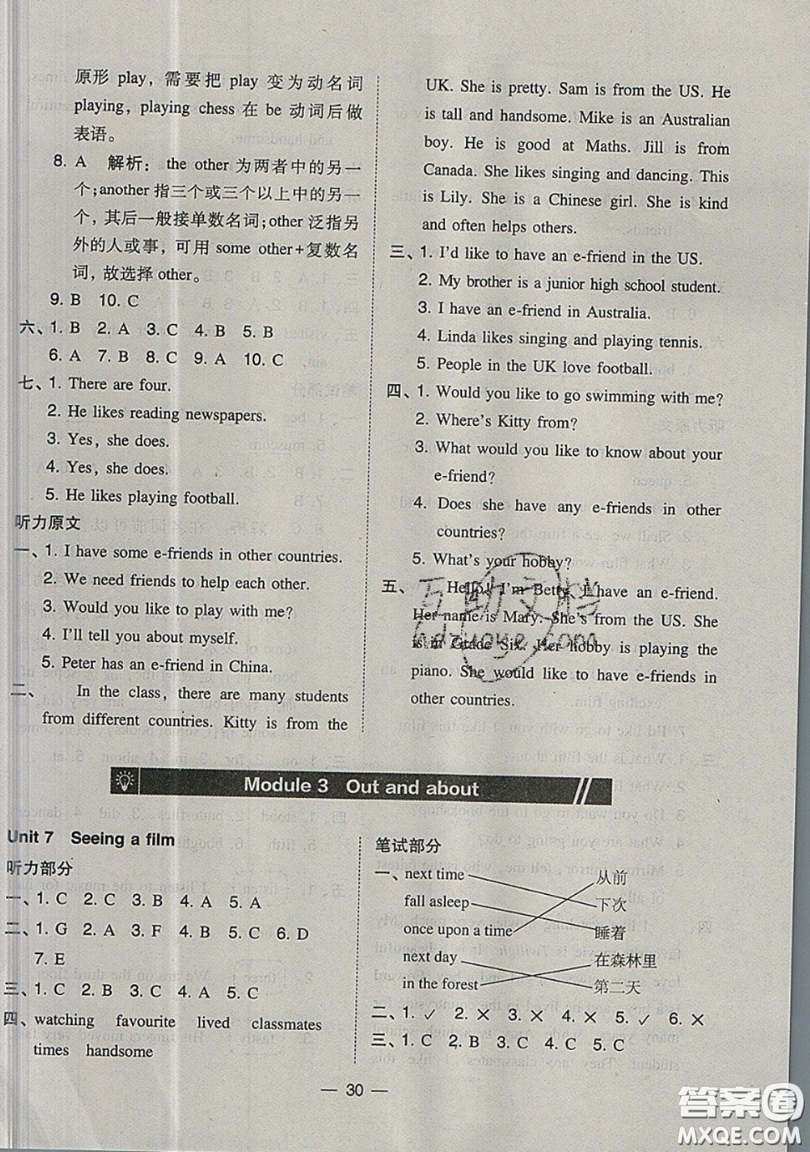 原形 play，需要把 play 变为动名词
playing，playing chess 在 be 动词后做
表语。
8. A 解析：the other 为两者中的另一
个；another 指三个或三个以上中的另一
个，其后一般接单数名词；other 泛指另
外的人或事，可用 some other+复数名
词，故选择 other。
9. B 10. C
六、1. B 2. A 3. C 4. B 5. B
6. A 7. B 8. C 9. A 10. C
七、1. There are four.
2. He likes reading newspapers.
3. Yes, she does.
4. Yes, she does.
5. He likes playing football.
听力原文
一、1. I have some e-friends in other countries.
2. We need friends to help each other.
3. Would you like to play with me?
4. I'll tell you about myself.
5. Peter has an e-friend in China.
二、 In the class, there are many students
from different countries. Kitty is from the
UK. She is pretty. Sam is from the US. He
is tall and handsome. Mike is an Australian
boy. He is good at Maths. Jill is from
Canada. She likes singing and dancing. This
is Lily. She is a Chinese girl. She is kind
and often helps others.
三、1. I'd like to have an e-friend in the US.
2. My brother is a junior high school student.
3. I have an e-friend in Australia.
4. Linda likes singing and playing tennis.
5. People in the UK love football.
四、1. Would you like to go swimming with me?
2. Where's Kitty from?
3. What would you like to know about your
e-friend?
4. Does she have any e-friends in other
countries?
5. What's your hobby?
五、 Hello! I'm Betty. I have an e-friend.
Her name is Mary. She's from the US. She
is in Grade Six. Her hobby is playing the
piano. She would like to have e-friends in
other countries.
互助文档
hdzuoye.com
Module 3 Out and about
Unit 7 Seeing a film
听力部分
一、1. C 2. C 3. B 4. A 5. A
二、1. G 2. A 3. F 4. B 5. C 6. D
7. E
三、1. C 2. B 3. C 4. A 5. C
四、watching favourite lived classmates
times handsome
笔试部分
一、next time 从前
fall asleep 下次
once upon a time 睡着
next day 在森林里
in the forest 第二天
二、1. ✓ 2. × 3. × 4. × 5. ✓ 6. ×
三、1. C 2. B 3. C 4. C 5. C
— 30 —
答案圈
MXQE.COM